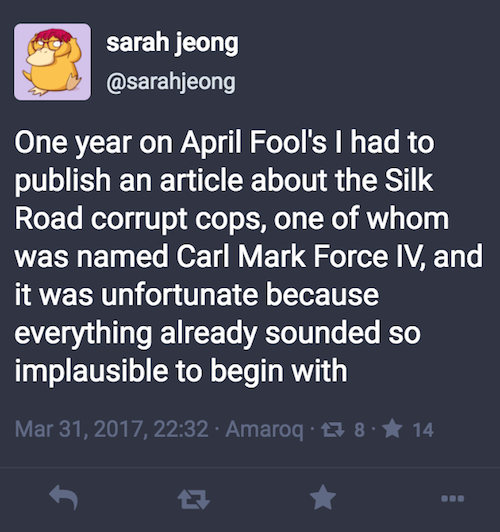 sarah jeong
@sarahjeong
One year on April Fool's I had to
publish an article about the Silk
Road corrupt cops, one of whom
was named Carl Mark Force IV, and
it was unfortunate because
everything already sounded so
implausible to begin with
Mar 31, 2017, 22:32 · Amaroq · 8 · 14